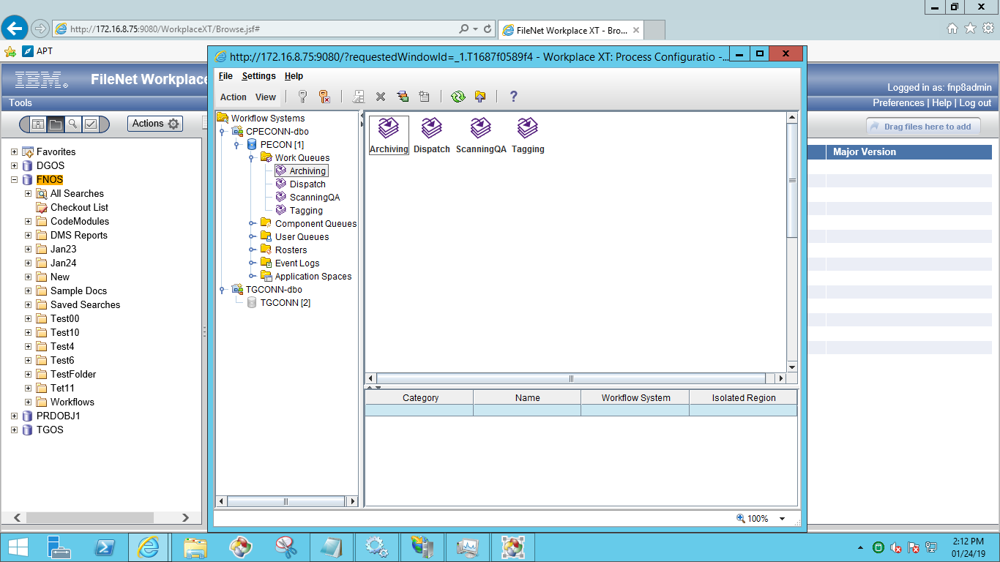 http://172.16.8.75:9080/WorkplaceXT/Browse.jsf#
FileNet Workplace XT - Bro...
APT
http://172.16.8.75:9080/?requestedWindowId=_1.T1687f0589f4 - Workplace XT: Process Configuratio -...
IBM.
FileNet Workplace
Logged in as: fnp8admin
Tools
Preferences | Help | Log out
Actions
Drag files here to add
Major Version
Favorites
DGOS
FNOS
All Searches
Checkout List
CodeModules
DMS Reports
Jan23
Jan24
New
Sample Docs
Saved Searches
Test00
Test10
Test4
Test6
TestFolder
Tet11
Workflows
PRDOBJ1
TGOS
File Settings Help
Action View
Workflow Systems
CPECONN-dbo
PECON [1]
Work Queues
Archiving
Dispatch
ScanningQA
Tagging
Component Queues
User Queues
Rosters
Event Logs
Application Spaces
TGCONN-dbo
TGCONN [2]
Archiving Dispatch ScanningQA Tagging
Category Name Workflow System Isolated Region
100%
2:12 PM
01/24/19